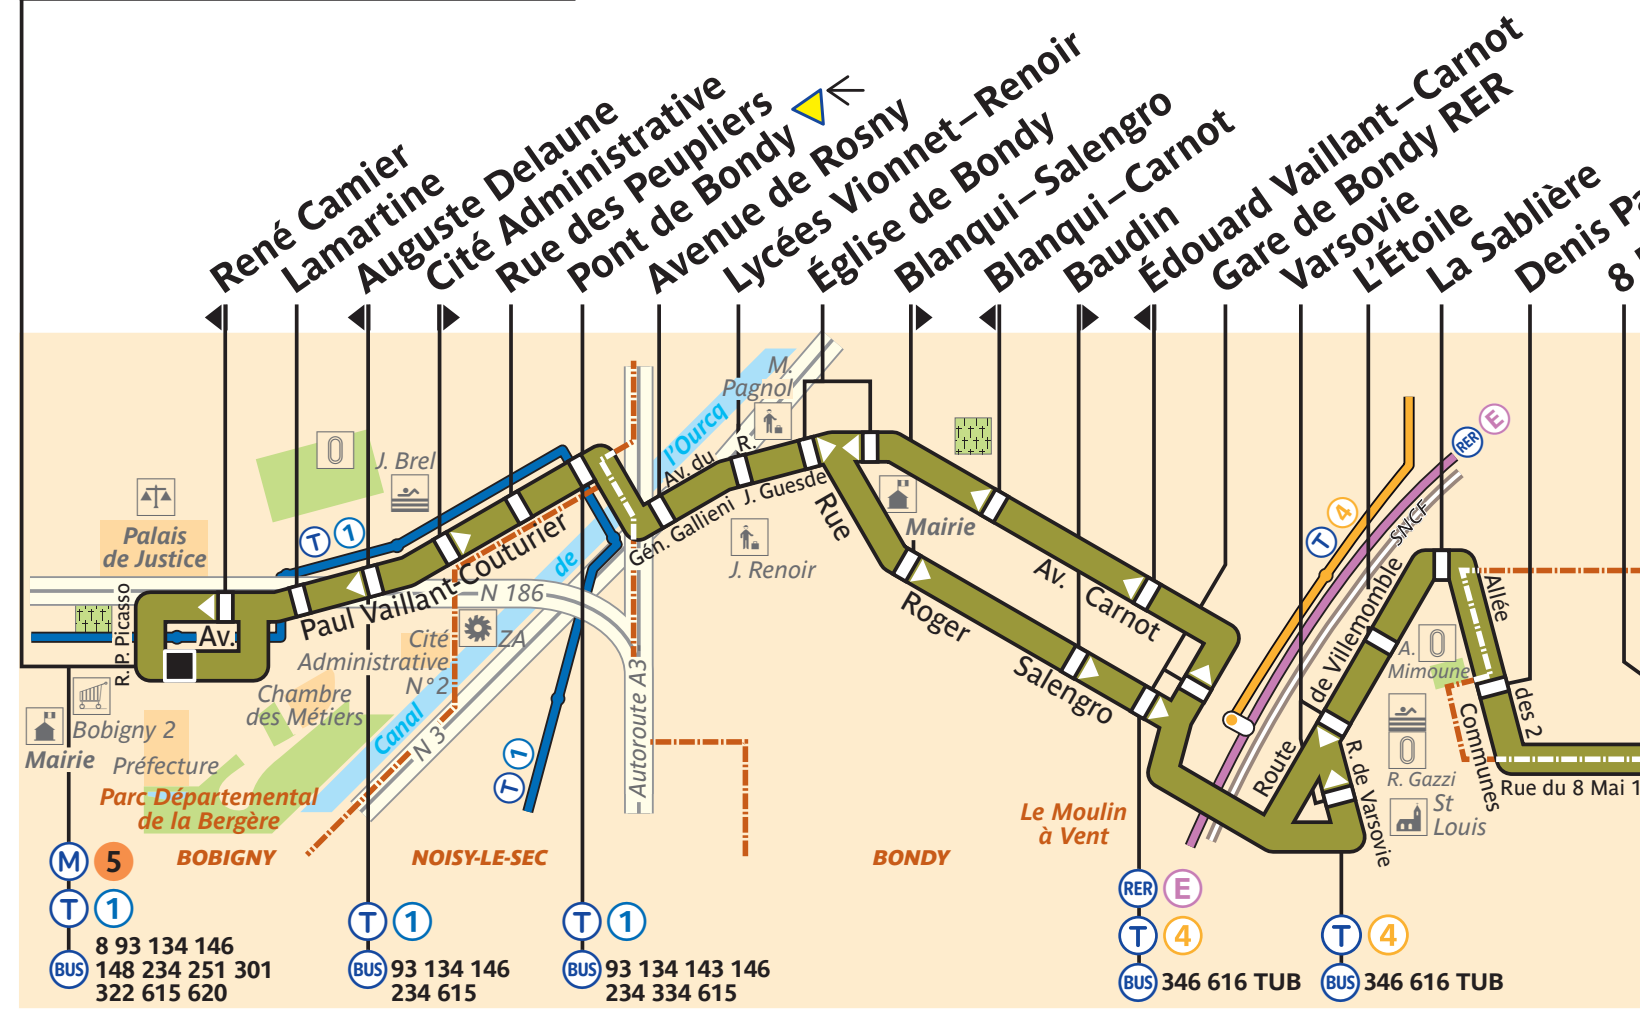 René Camier
Lamartine
Auguste Delaune
Cité Administrative
Rue des Peupliers
Pont de Bondy
Avenue de Rosny
Lycées Vionnet–Renoir
Église de Bondy
Blanqui–Salengro
Blanqui–Carnot
Baudin
Édouard Vaillant–Carnot
Gare de Bondy RER
Varsovie
L'Étoile
La Sablière
Denis Pa
8
M.
Pagnol
l'Ourcq
R.
Av. du
J. Brel
J. Guesde
Gén. Gallieni
Rue
Mairie
RER E
T 4
SNCF
T 1
Palais
de Justice
Paul Vaillant-Couturier
de
J. Renoir
N 186
Av.
R. P. Picasso
Cité
Administrative
N°2
ZA
Av. Carnot
Roger
Salengro
Allée
des 2
Communes
A.
Mimoune
de Villemomble
Route
R. de Varsovie
R. Gazzi
St
Louis
Rue du 8 Mai 1
Chambre
des Métiers
Canal
N 3
Autoroute A3
T 1
Bobigny 2
Mairie
Préfecture
Parc Départemental
de la Bergère
Le Moulin
à Vent
BOBIGNY
NOISY-LE-SEC
BONDY
M 5
T 1
BUS
8 93 134 146
148 234 251 301
322 615 620
T 1
BUS 93 134 146
234 615
T 1
BUS 93 134 143 146
234 334 615
RER E
T 4
BUS 346 616 TUB
T 4
BUS 346 616 TUB